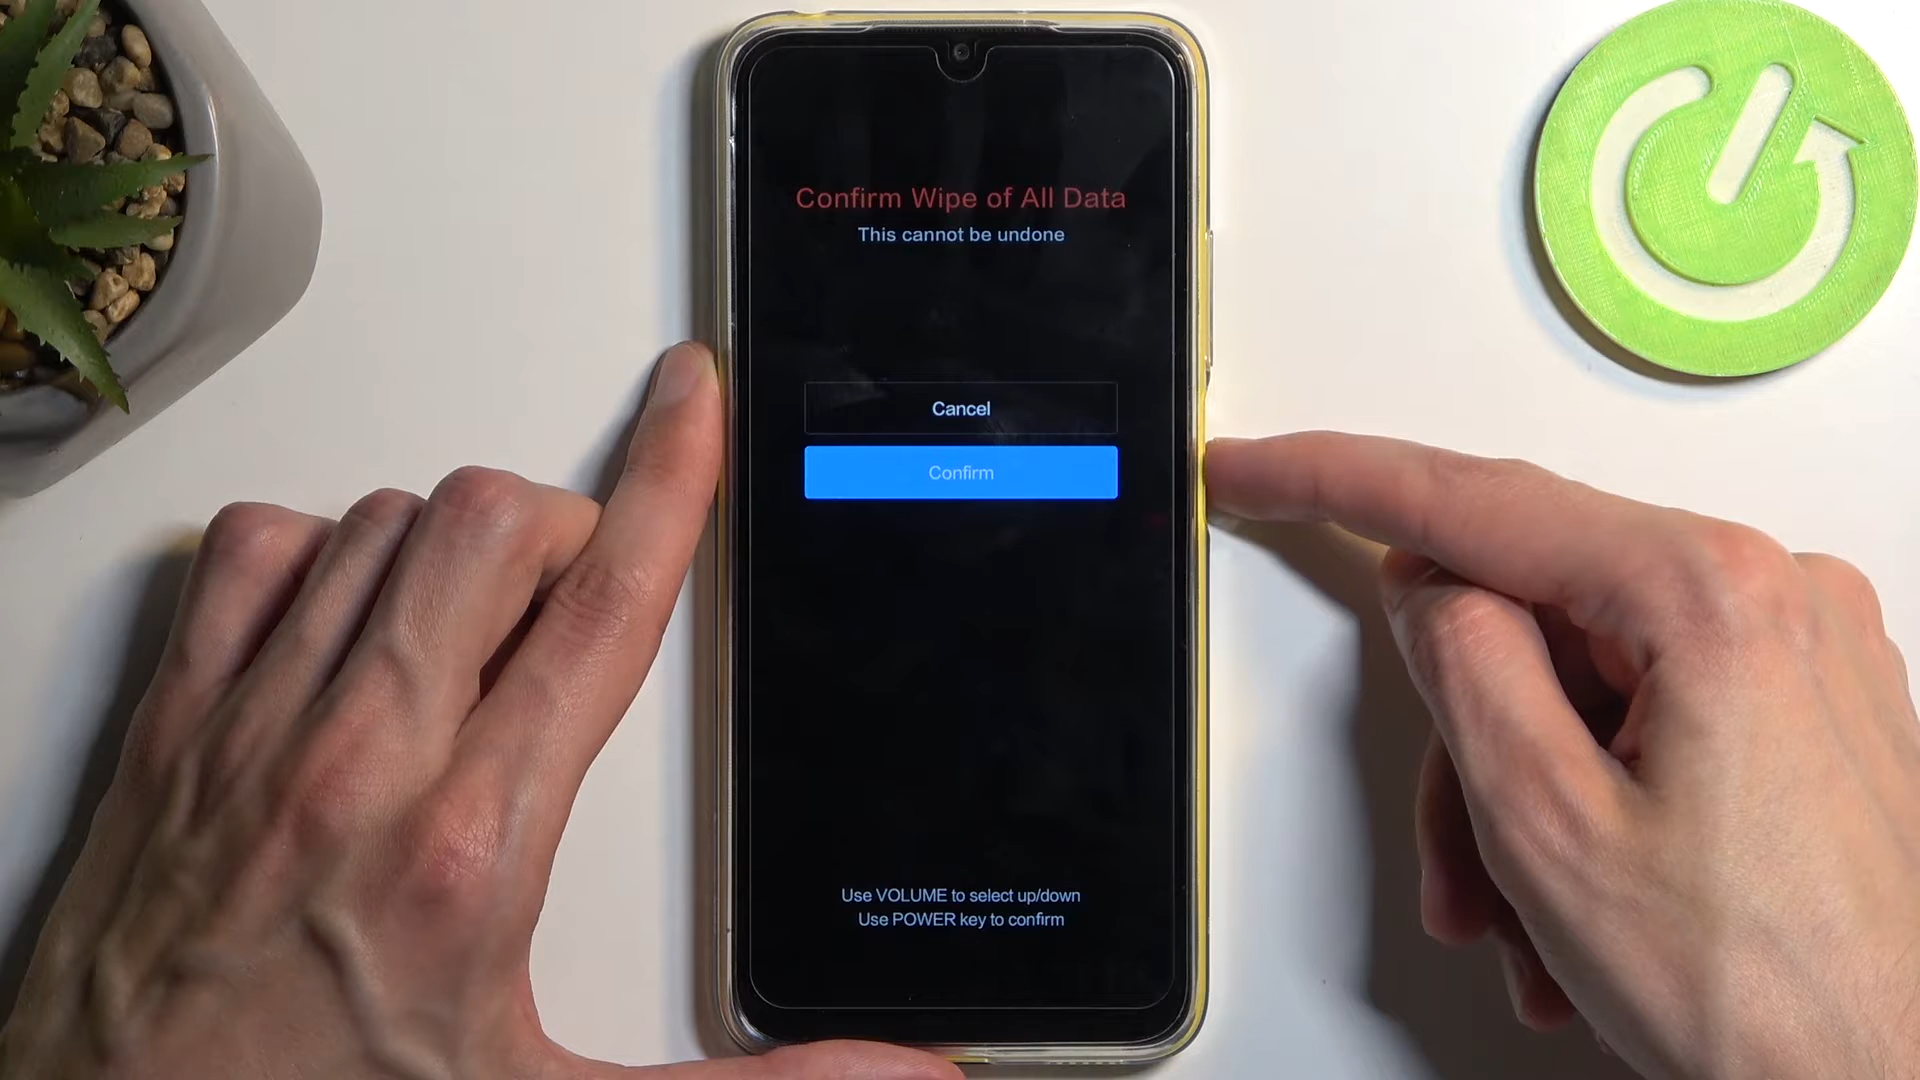 Confirm Wipe of All Data
This cannot be undone
Cancel
Confirm
Use VOLUME to select up/down
Use POWER key to confirm